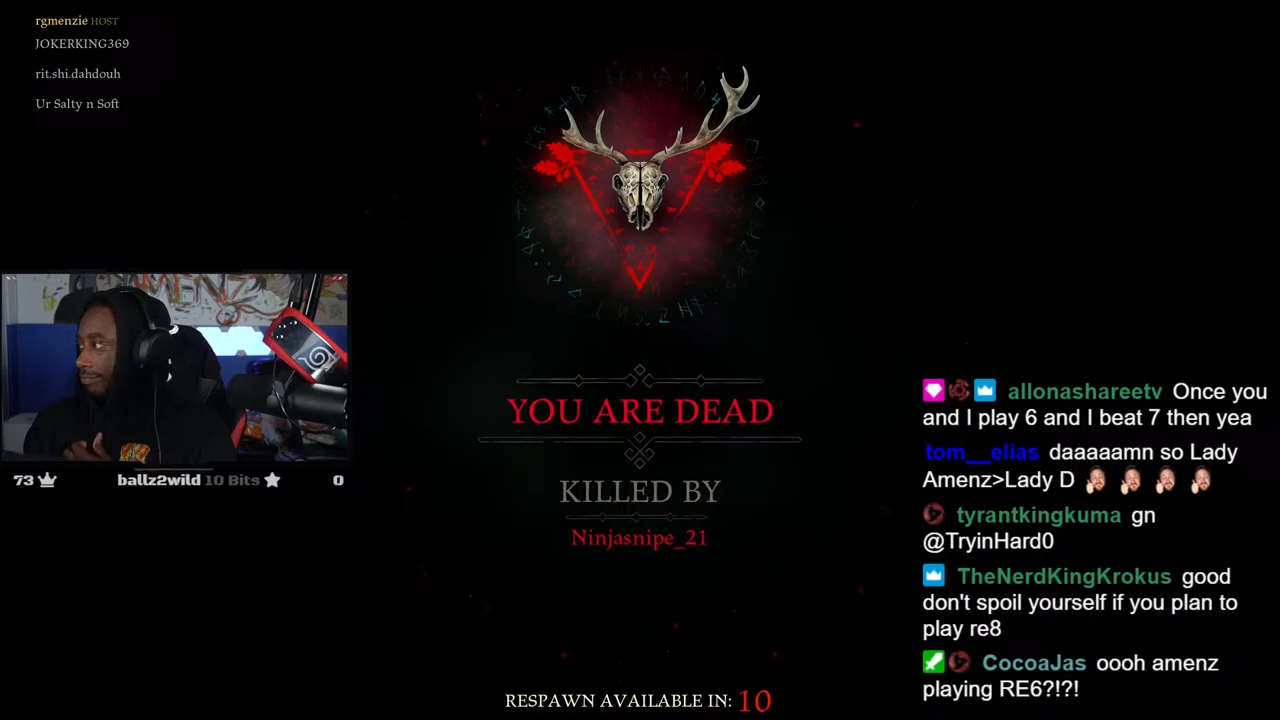 rgmenzie HOST
JOKERKING369
rit.shi.dahdouh
Ur Salty n Soft
YOU ARE DEAD
KILLED BY
Ninjasnipe_21
RESPAWN AVAILABLE IN: 10
73
ballz2wild 10 Bits
0
allonashareetv Once you
and I play 6 and I beat 7 then yea
tom__elias daaaaamn so Lady
Amenz>Lady D
tyrantkingkuma gn
@TryinHard0
TheNerdKingKrokus good
don't spoil yourself if you plan to
play re8
CocoaJas oooh amenz
playing RE6?!?!